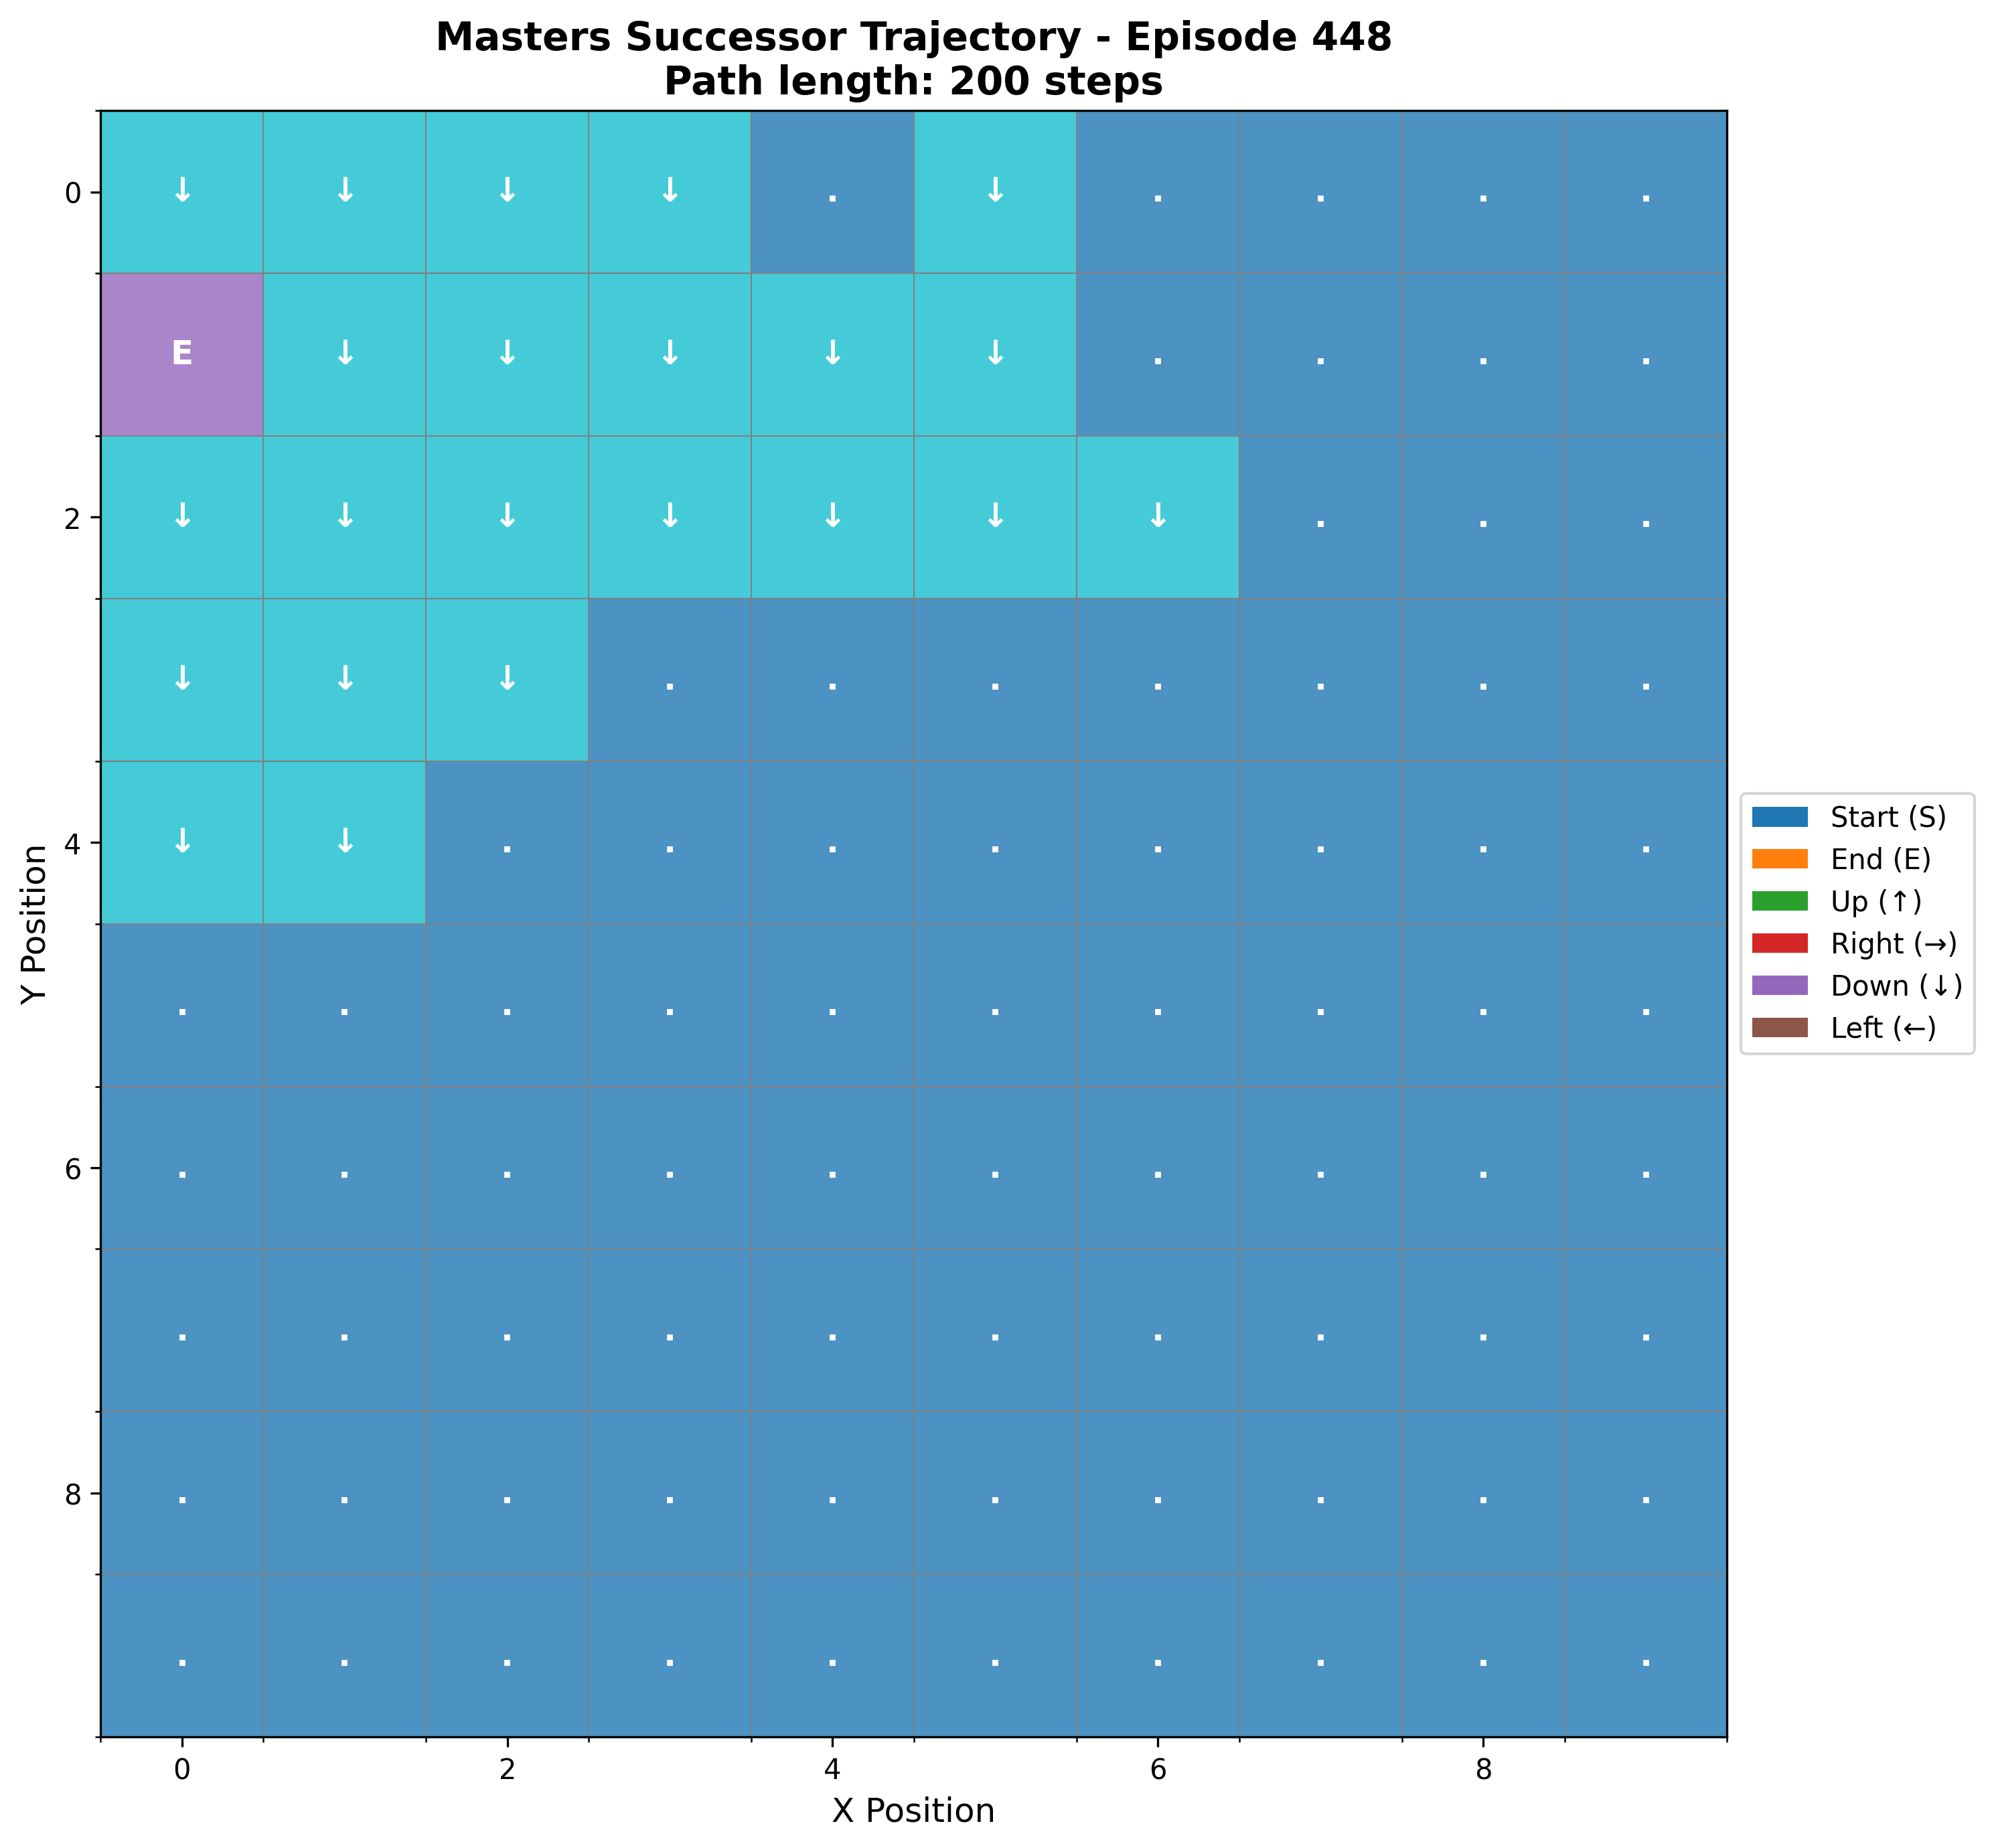 Masters Successor Trajectory - Episode 448
Path length: 200 steps
0 ↓ ↓ ↓ ↓ . ↓ . . . .
E ↓ ↓ ↓ ↓ ↓ . . . .
2 ↓ ↓ ↓ ↓ ↓ ↓ ↓ . . .
↓ ↓ ↓ . . . . . . .
4 ↓ ↓ . . . . . . . .
. . . . . . . . . .
6 . . . . . . . . . .
. . . . . . . . . .
8 . . . . . . . . . .
. . . . . . . . . .
0 2 4 6 8
X Position
Y Position
Start (S)
End (E)
Up (↑)
Right (→)
Down (↓)
Left (←)